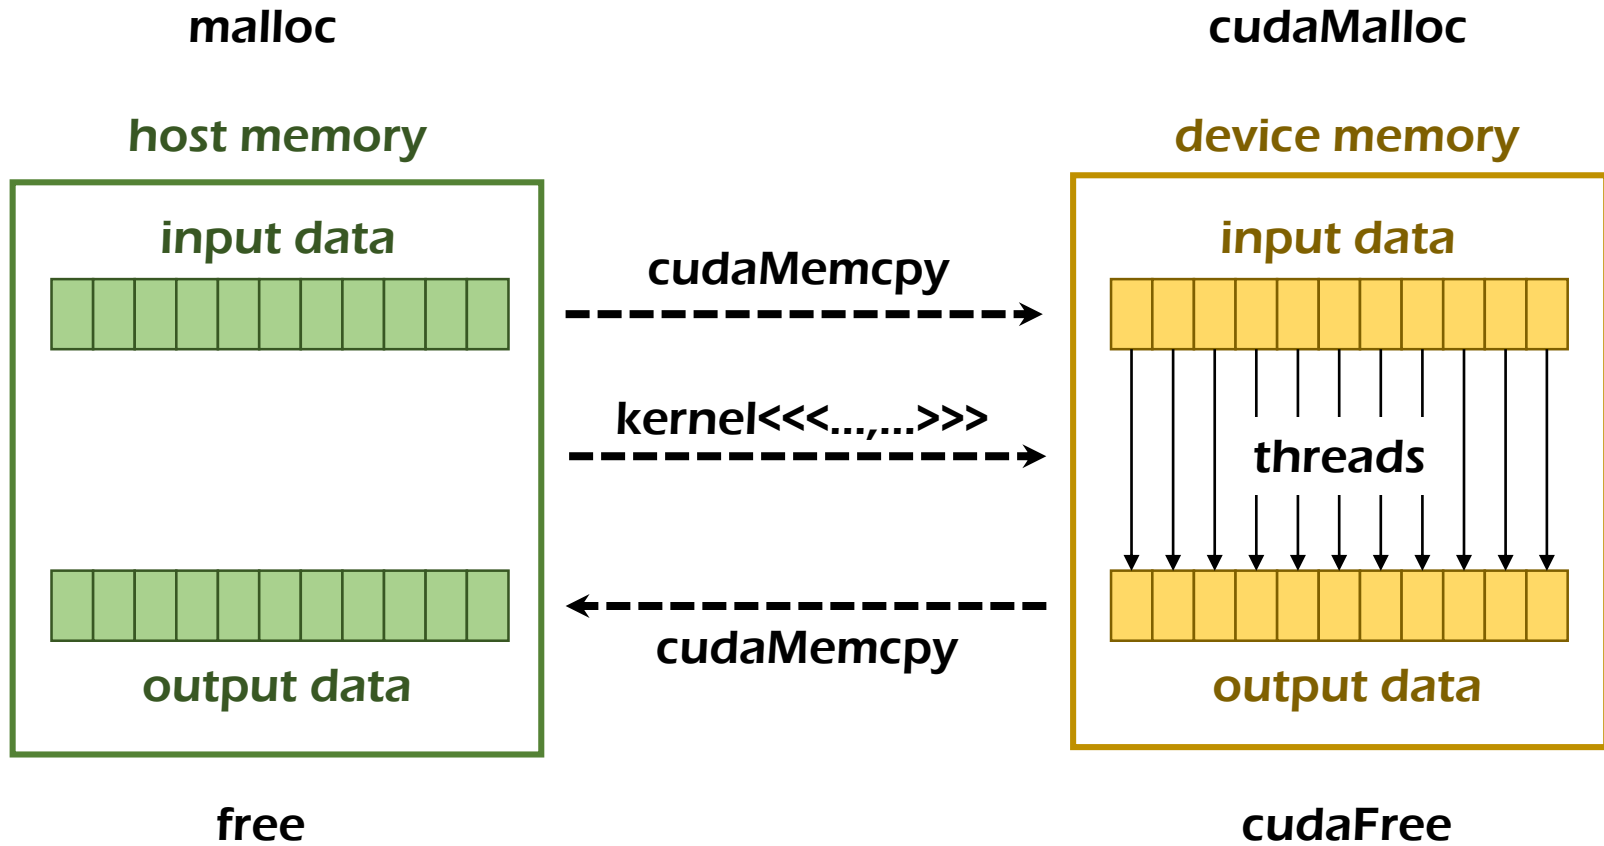 malloc
cudaMalloc
host memory
device memory
input data
input data
cudaMemcpy
kernel<<<...,...>>>
threads
cudaMemcpy
output data
output data
free
cudaFree